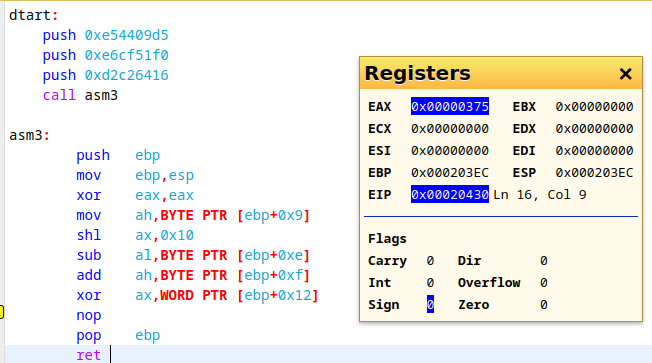 dtart:
push 0xe54409d5
push 0xe6cf51f0
push 0xd2c26416
call asm3
asm3:
push ebp
mov ebp,esp
xor eax,eax
mov ah,BYTE PTR [ebp+0x9]
shl ax,0x10
sub al,BYTE PTR [ebp+0xe]
add ah,BYTE PTR [ebp+0xf]
xor ax,WORD PTR [ebp+0x12]
nop
pop ebp
ret
Registers ×
EAX 0x00000375 EBX 0x00000000
ECX 0x00000000 EDX 0x00000000
ESI 0x00000000 EDI 0x00000000
EBP 0x000203EC ESP 0x000203EC
EIP 0x00020430 Ln 16, Col 9
Flags
Carry 0 Dir 0
Int 0 Overflow 0
Sign 0 Zero 0